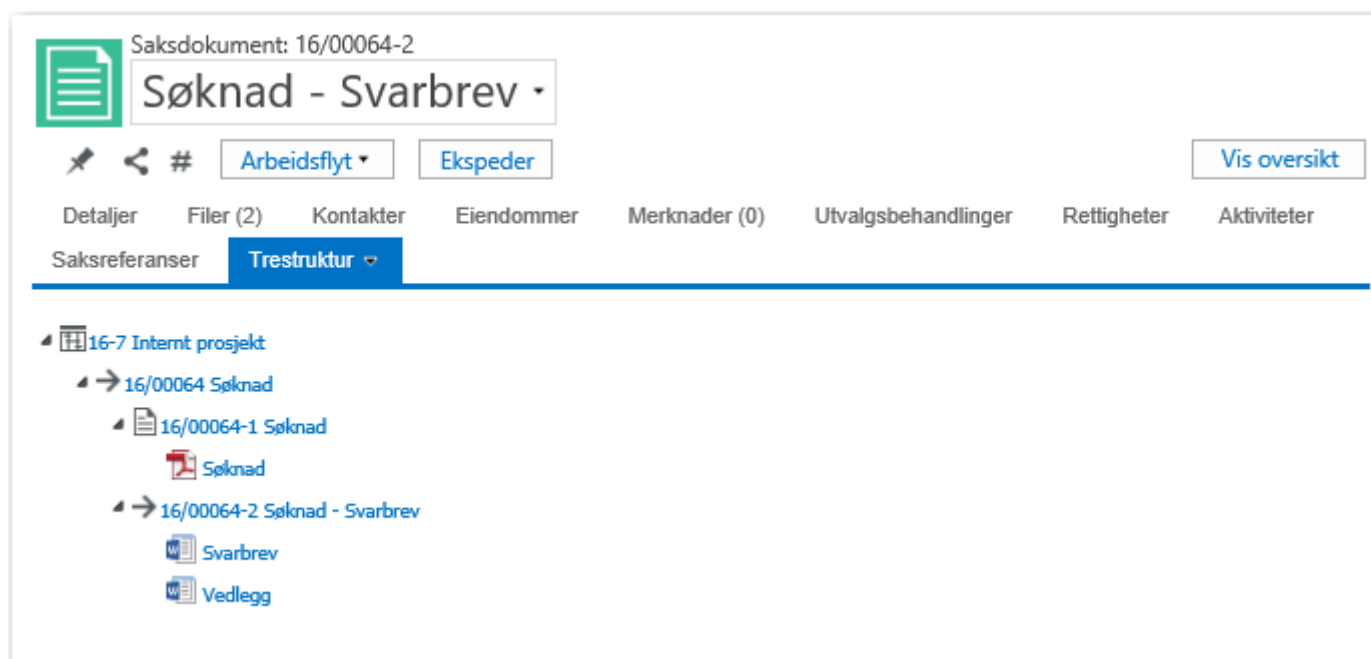 Saksdokument: 16/00064-2
Søknad - Svarbrev
# Arbeidsflyt Ekspeder Vis oversikt
Detaljer Filer (2) Kontakter Eiendommer Merknader (0) Utvalgsbehandlinger Rettigheter Aktiviteter
Saksreferanser Trestruktur
16-7 Internt prosjekt
16/00064 Søknad
16/00064-1 Søknad
Søknad
16/00064-2 Søknad - Svarbrev
Svarbrev
Vedlegg